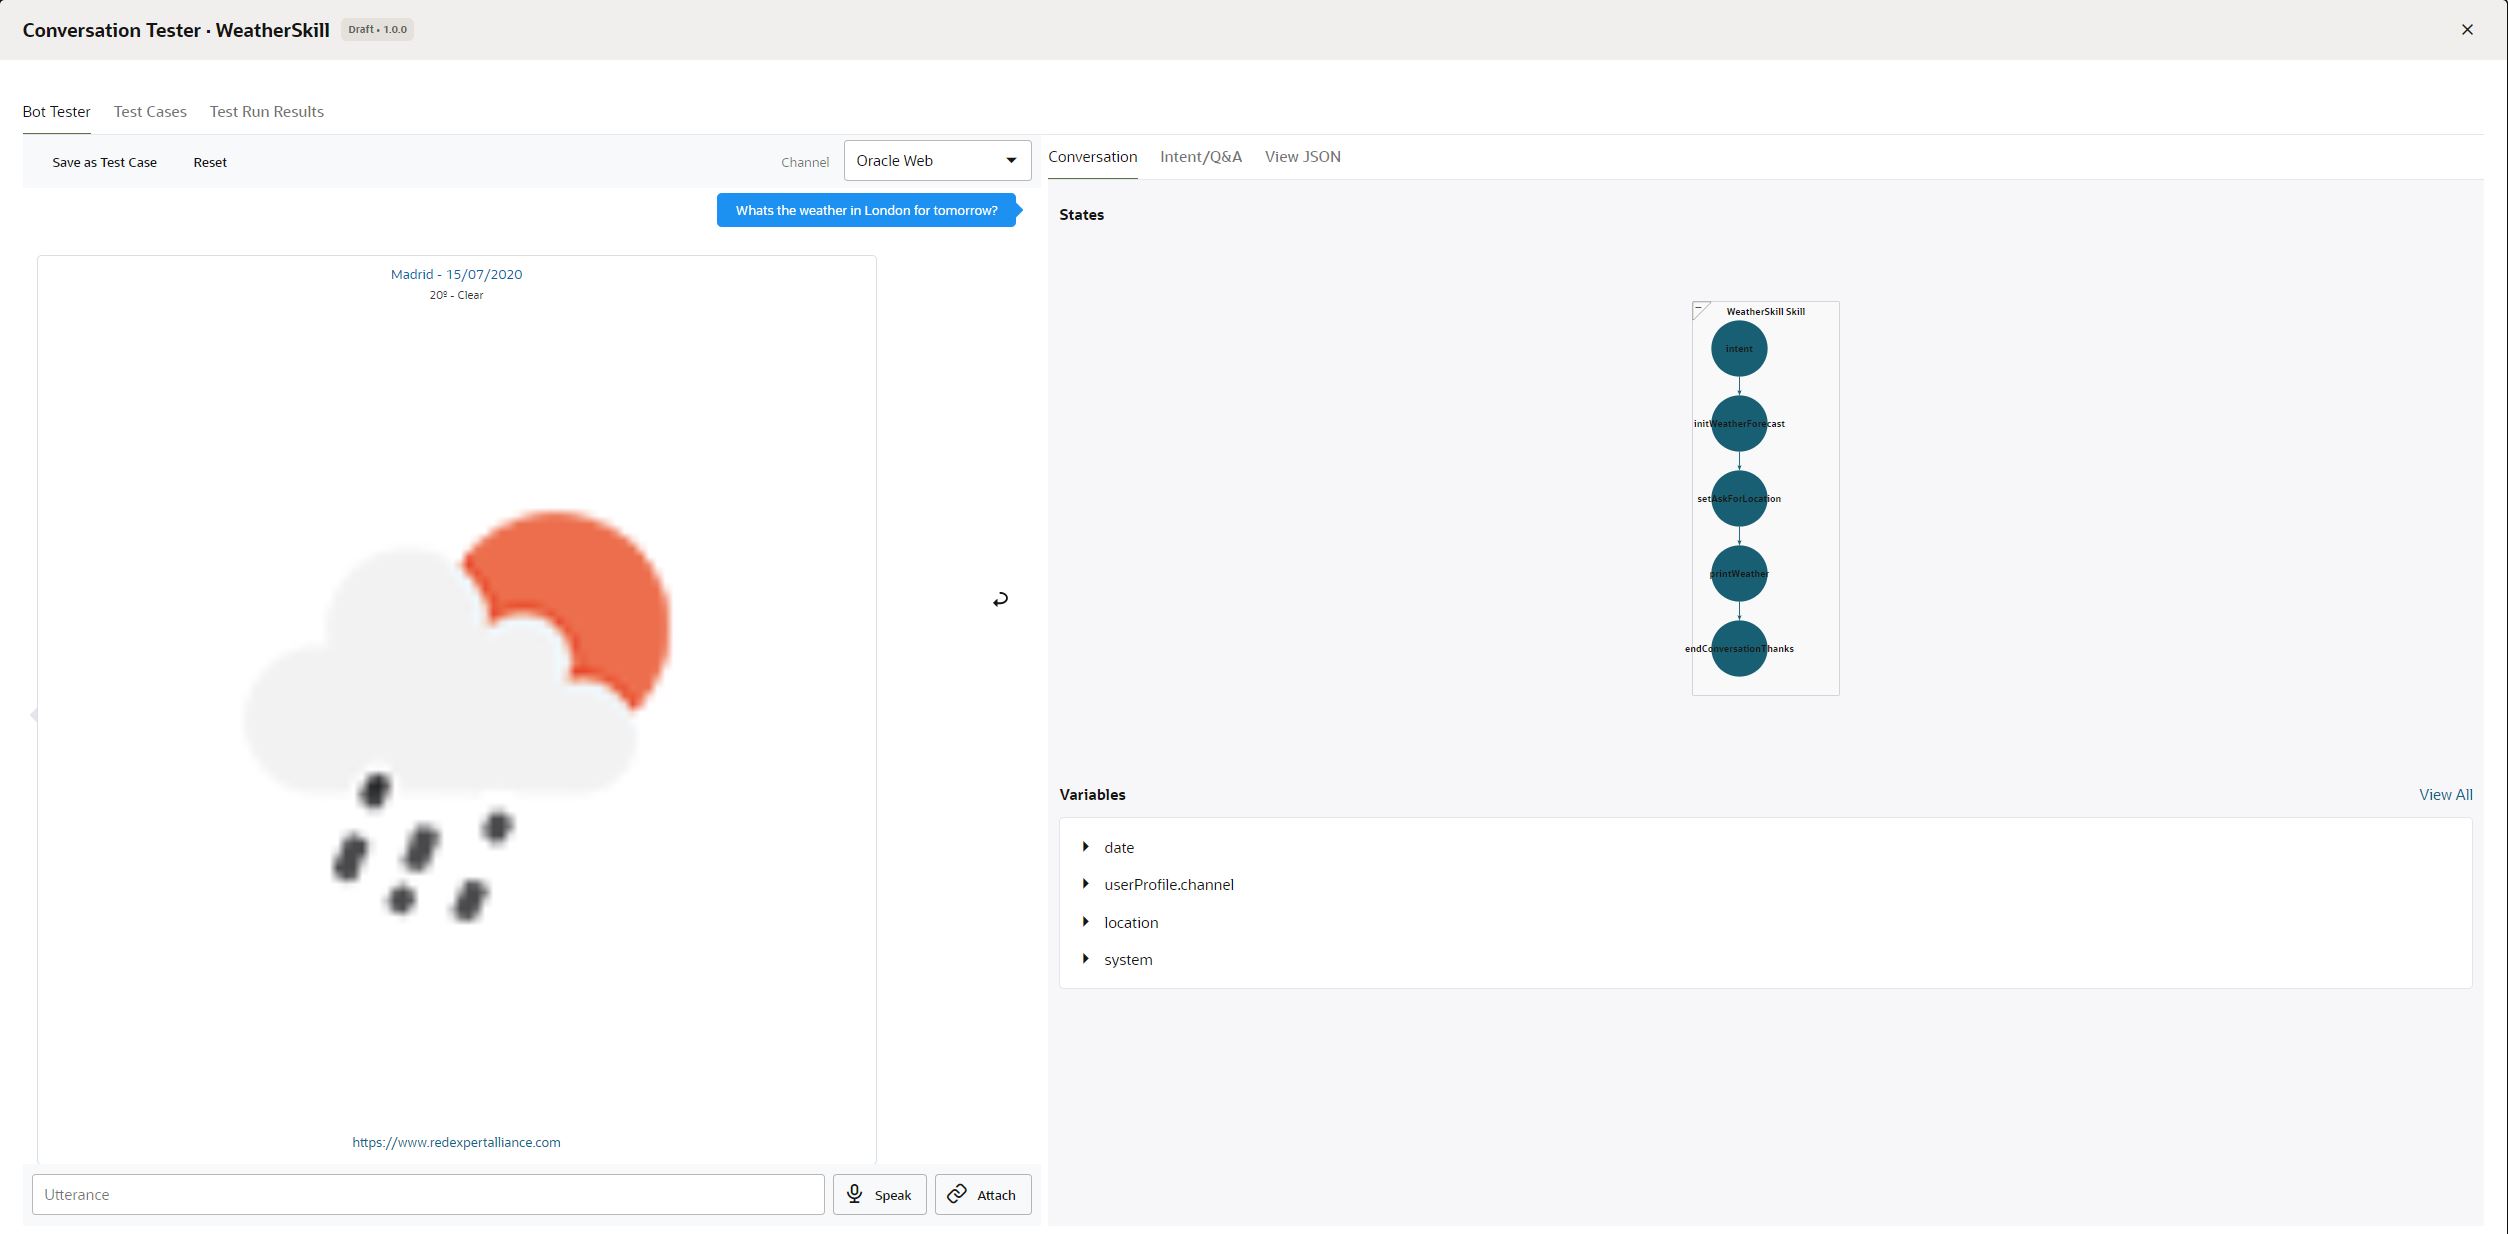 Conversation Tester · WeatherSkill Draft • 1.0.0
Bot Tester Test Cases Test Run Results
Save as Test Case Reset Channel Oracle Web
Whats the weather in London for tomorrow?
Madrid - 15/07/2020
20º - Clear
https://www.redexpertalliance.com
Utterance Speak Attach
Conversation Intent/Q&A View JSON
States
WeatherSkill Skill
intent
initWeatherForecast
setAskForLocation
printWeather
endConversationThanks
Variables View All
date
userProfile.channel
location
system